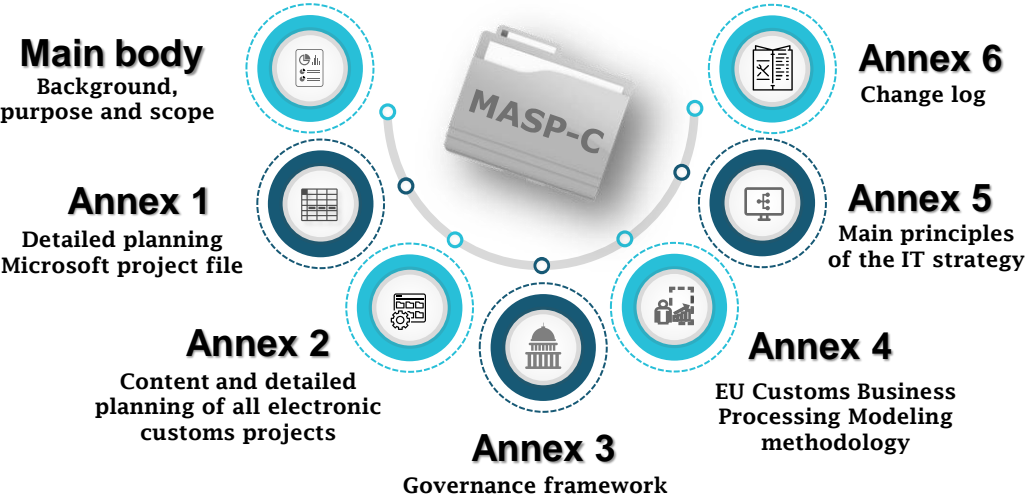 MASP-C
Main body
Background,
purpose and scope
Annex 1
Detailed planning
Microsoft project file
Annex 2
Content and detailed
planning of all electronic
customs projects
Annex 3
Governance framework
Annex 4
EU Customs Business
Processing Modeling
methodology
Annex 5
Main principles
of the IT strategy
Annex 6
Change log